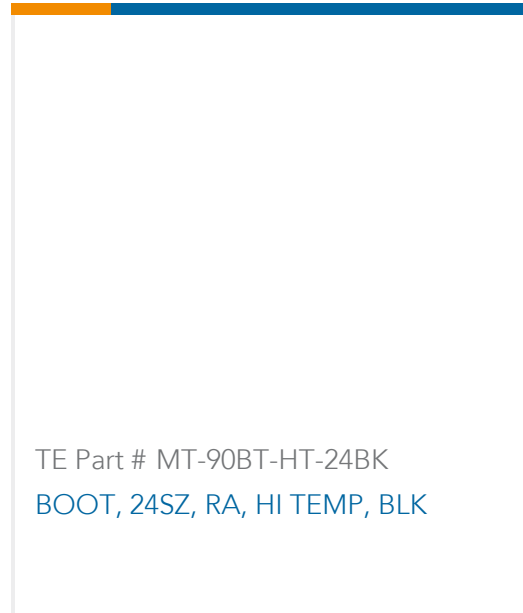 TE Part # MT-90BT-HT-24BK
BOOT, 24SZ, RA, HI TEMP, BLK